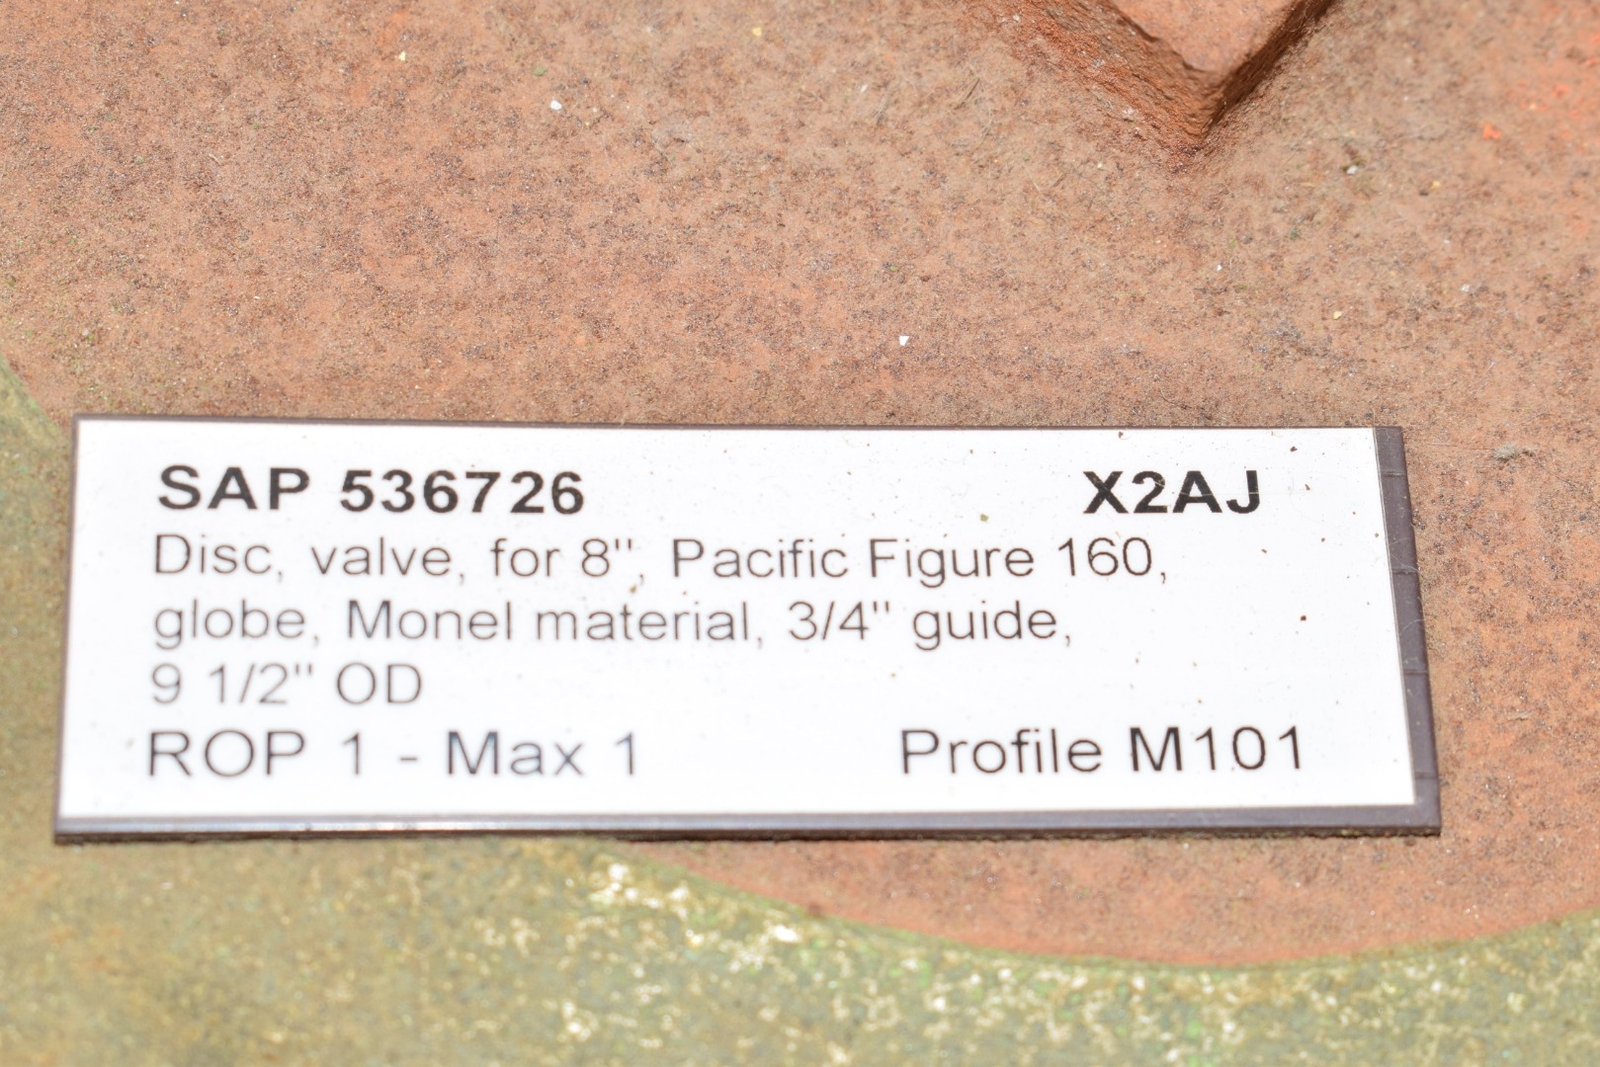 SAP 536726 X2AJ
Disc, valve, for 8", Pacific Figure 160,
globe, Monel material, 3/4" guide,
9 1/2" OD
ROP 1 - Max 1 Profile M101